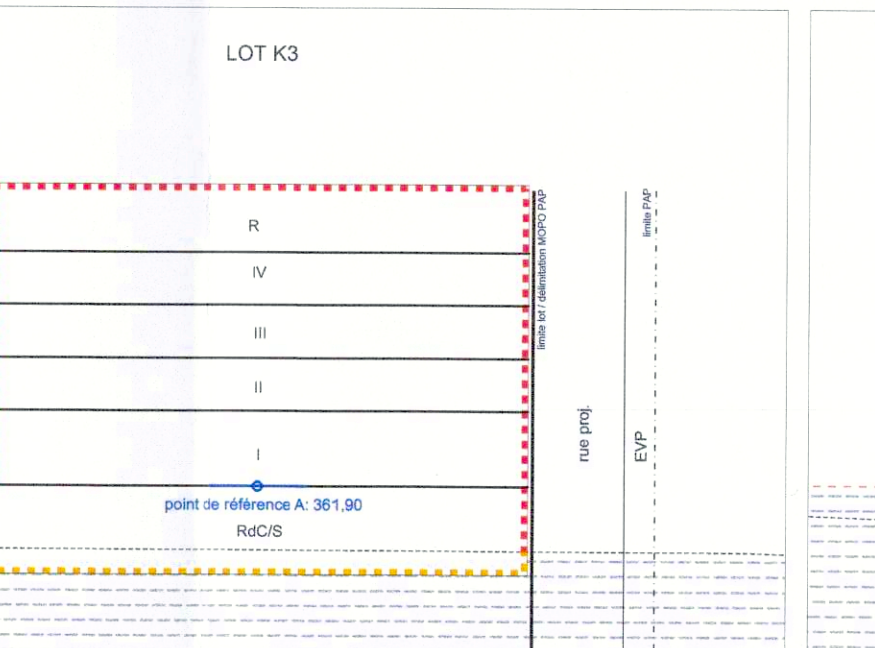 LOT K3
R
IV
III
II
I
point de référence A: 361,90
RdC/S
limite lot / délimitation MOPO PAP
rue proj.
EVP
limite PAP